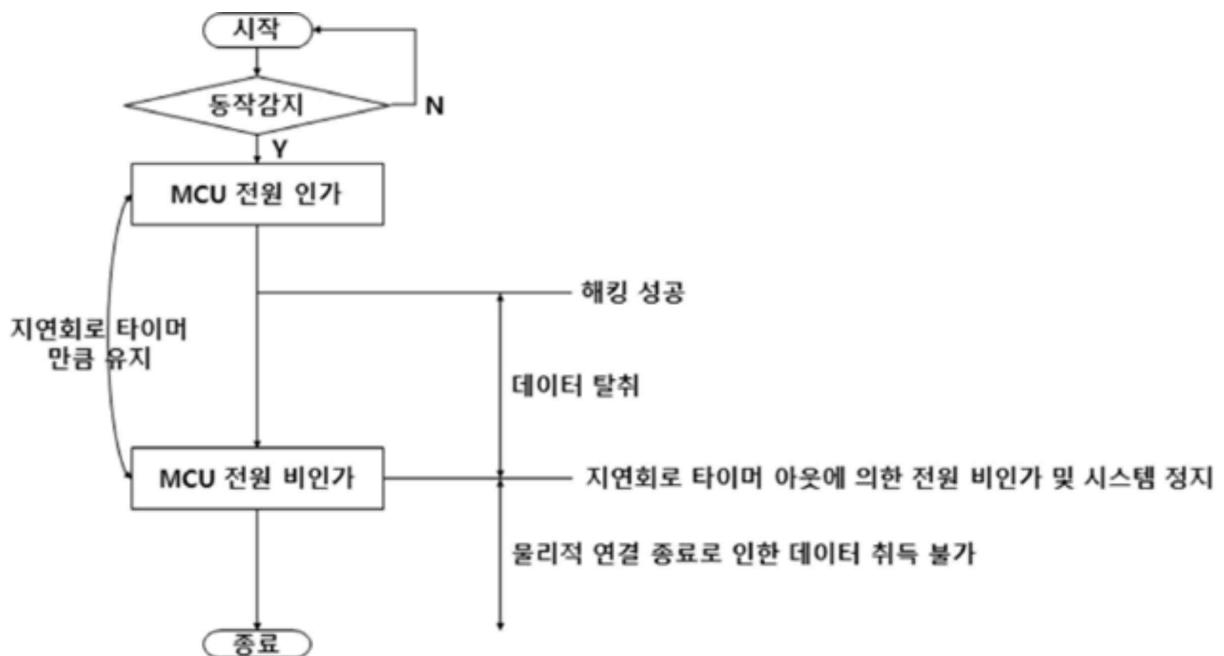 시작
동작감지
N
Y
MCU 전원 인가
해킹 성공
지연회로 타이머
만큼 유지
데이터 탈취
MCU 전원 비인가
지연회로 타이머 아웃에 의한 전원 비인가 및 시스템 정지
물리적 연결 종료로 인한 데이터 취득 불가
종료